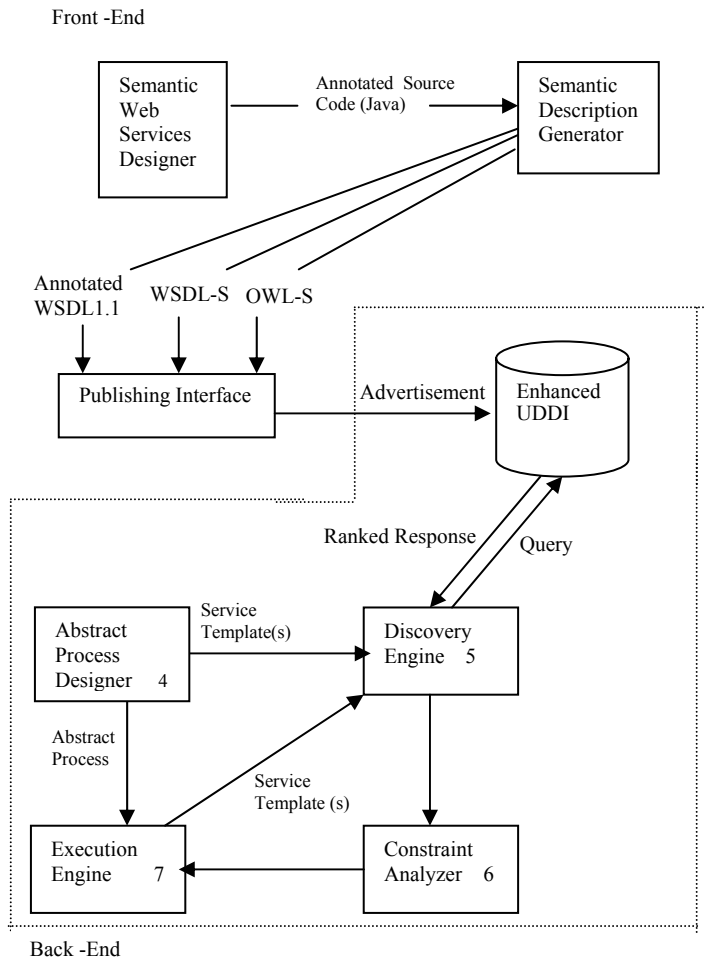 Front -End
Semantic
Web
Services
Designer
Annotated Source
Code (Java)
Semantic
Description
Generator
Annotated
WSDL1.1
WSDL-S
OWL-S
Publishing Interface
Advertisement
Enhanced
UDDI
Ranked Response
Query
Abstract
Process
Designer 4
Service
Template(s)
Discovery
Engine 5
Abstract
Process
Service
Template (s)
Execution
Engine 7
Constraint
Analyzer 6
Back -End